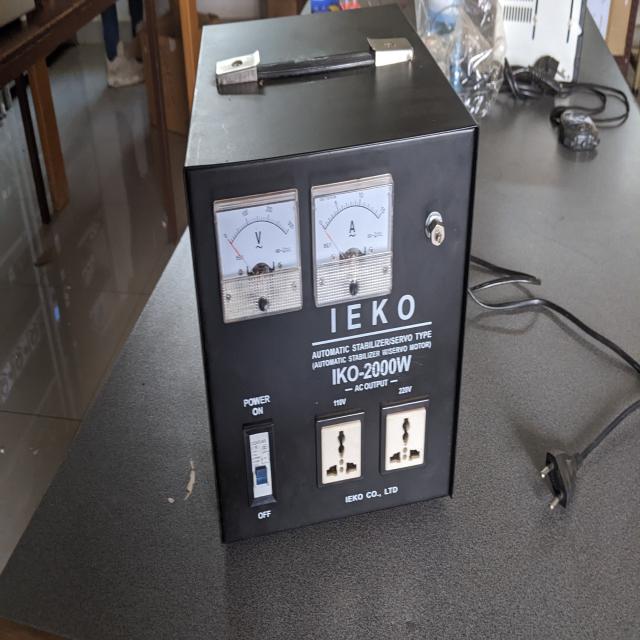 V
A
IEKO
AUTOMATIC STABILIZER/SERVO TYPE
(AUTOMATIC STABILIZER W/SERVO MOTOR)
IKO-2000W
— AC OUTPUT —
110V 220V
POWER
ON
OFF
IEKO CO., LTD